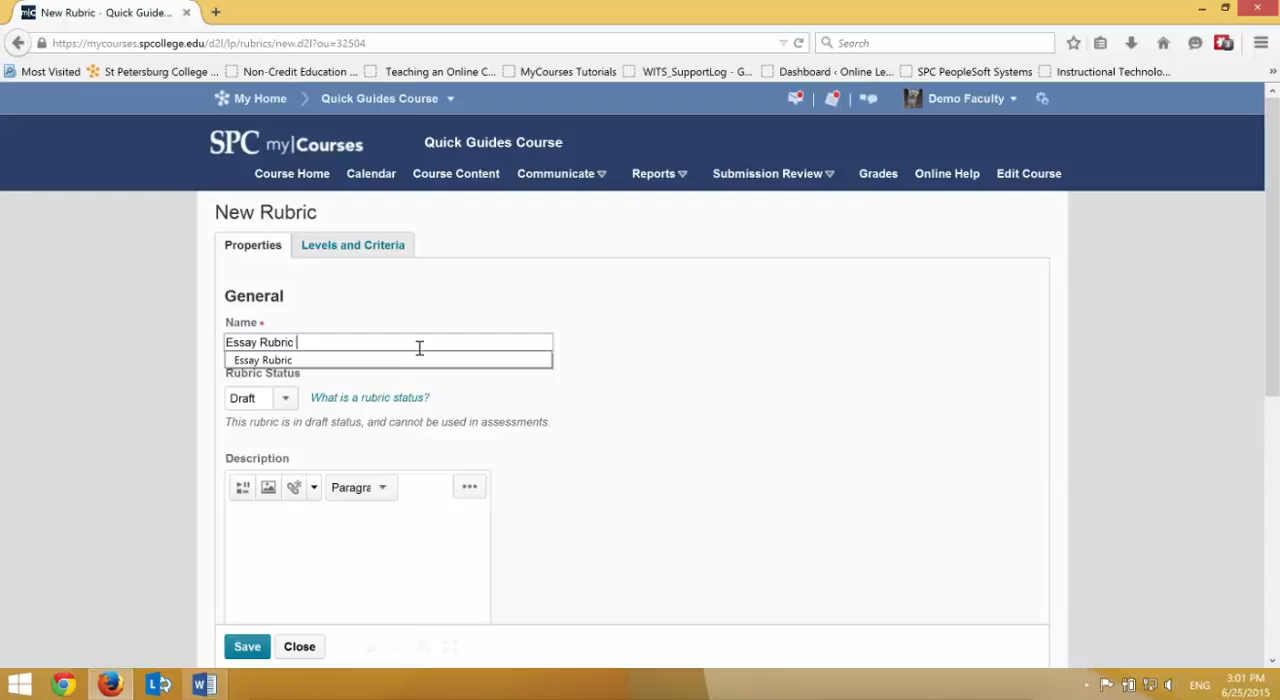 New Rubric - Quick Guide...
https://mycourses.spcollege.edu/d2l/lp/rubrics/new.d2l?ou=32504
Search
Most Visited
St Petersburg College ...
Non-Credit Education ...
Teaching an Online C...
MyCourses Tutorials
WITS_SupportLog - G...
Dashboard ‹ Online Le...
SPC PeopleSoft Systems
Instructional Technolo...
My Home
Quick Guides Course
Demo Faculty
SPC my|Courses
Quick Guides Course
Course Home
Calendar
Course Content
Communicate
Reports
Submission Review
Grades
Online Help
Edit Course
New Rubric
Properties
Levels and Criteria
General
Name •
Essay Rubric
Essay Rubric
Rubric Status
Draft
What is a rubric status?
This rubric is in draft status, and cannot be used in assessments.
Description
Paragra
Save
Close
ENG
3:01 PM
6/25/2015